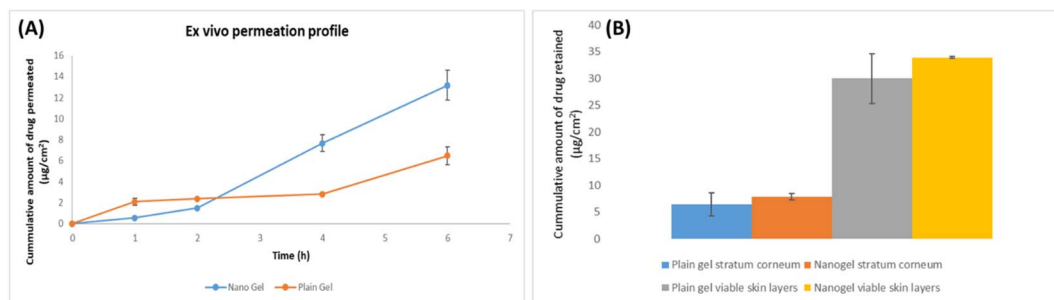 (A)
Ex vivo permeation profile
Cummulative amount of drug permeated
(µg/cm²)
16
14
12
10
8
6
4
2
0
0 1 2 3 4 5 6 7
Time (h)
Nano Gel Plain Gel
(B)
Cummulative amount of drug retained
(µg/cm²)
40
35
30
25
20
15
10
5
0
Plain gel stratum corneum Nanogel stratum corneum
Plain gel viable skin layers Nanogel viable skin layers